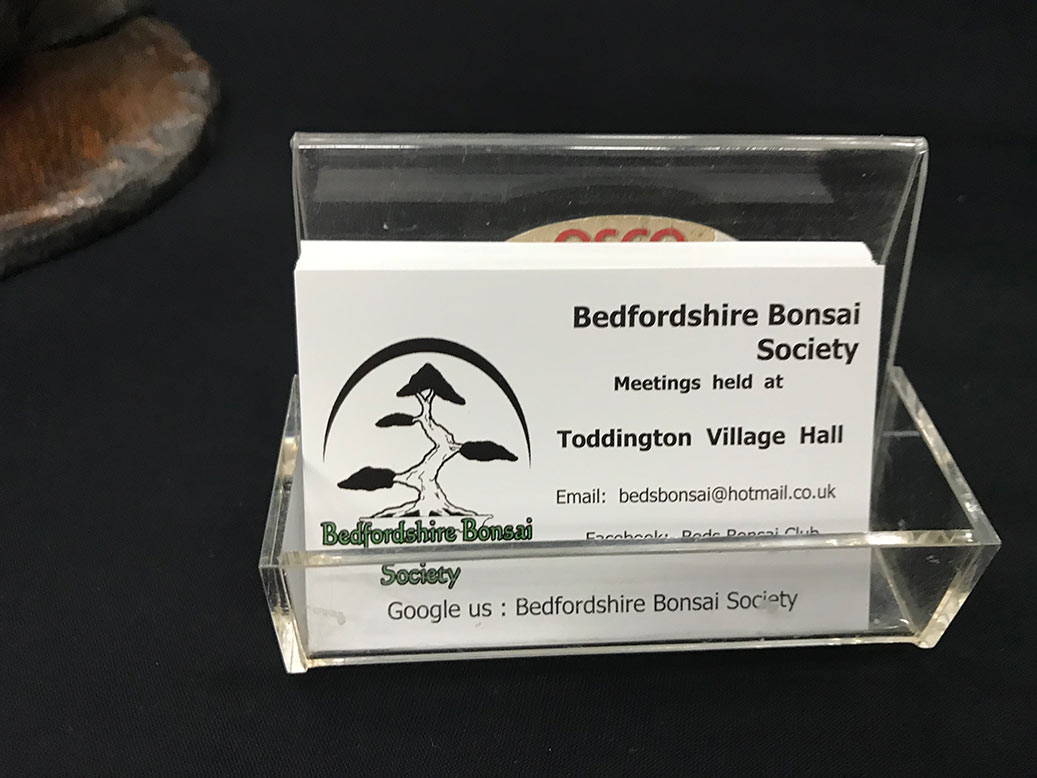 OSCO
Bedfordshire Bonsai
Society
Meetings held at
Toddington Village Hall
Email: bedsbonsai@hotmail.co.uk
Facebook: Beds Bonsai Club
Bedfordshire Bonsai
Society
Google us : Bedfordshire Bonsai Society